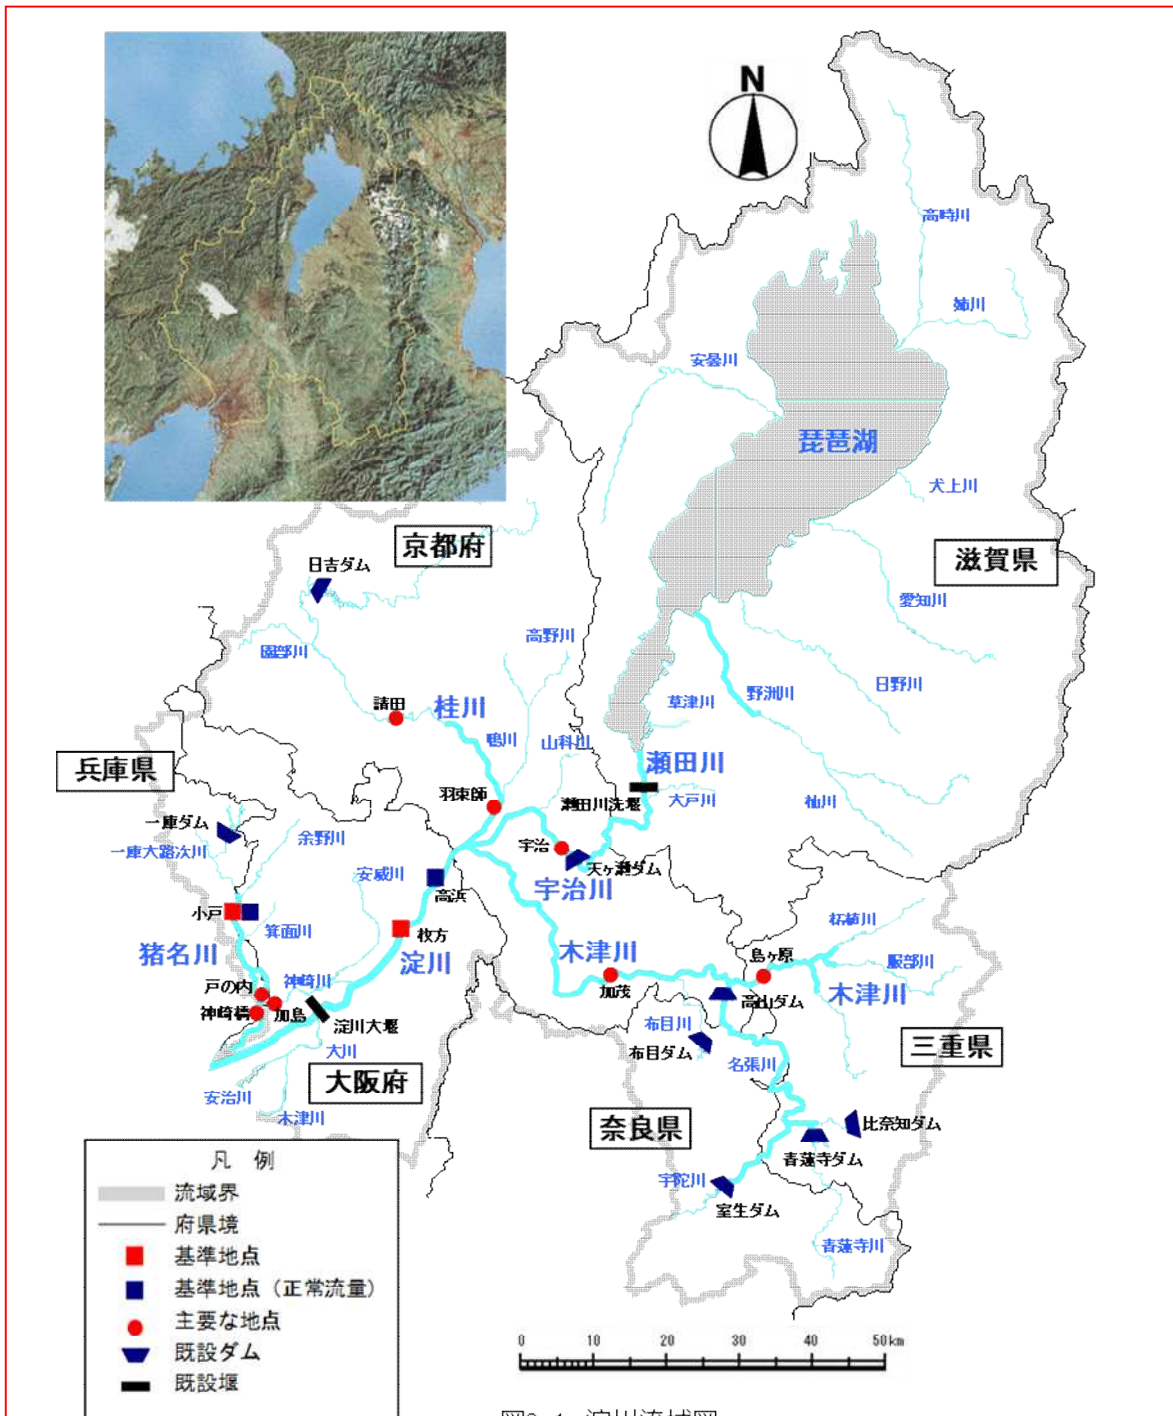 N
高時川
姉川
安曇川
琵琶湖
犬上川
京都府
滋賀県
日吉ダム
愛知川
高野川
園部川
日野川
草津川
野洲川
請田
桂川
鴨川
山科川
瀬田川
兵庫県
羽束師
瀬田川洗堰
大戸川
杣川
一庫ダム
余野川
一庫大路次川
宇治
天ヶ瀬ダム
安威川
高浜
宇治川
小戸
箕面川
枚方
柘植川
猪名川
淀川
木津川
島ヶ原
服部川
戸の内
神崎川
加茂
高山ダム
木津川
神崎橋
加島
淀川大堰
布目川
布目ダム
名張川
三重県
大川
大阪府
安治川
木津川
奈良県
比奈知ダム
青蓮寺ダム
宇陀川
室生ダム
青蓮寺川
凡 例
流域界
府県境
基準地点
基準地点（正常流量）
主要な地点
既設ダム
既設堰
0 10 20 30 40 50km